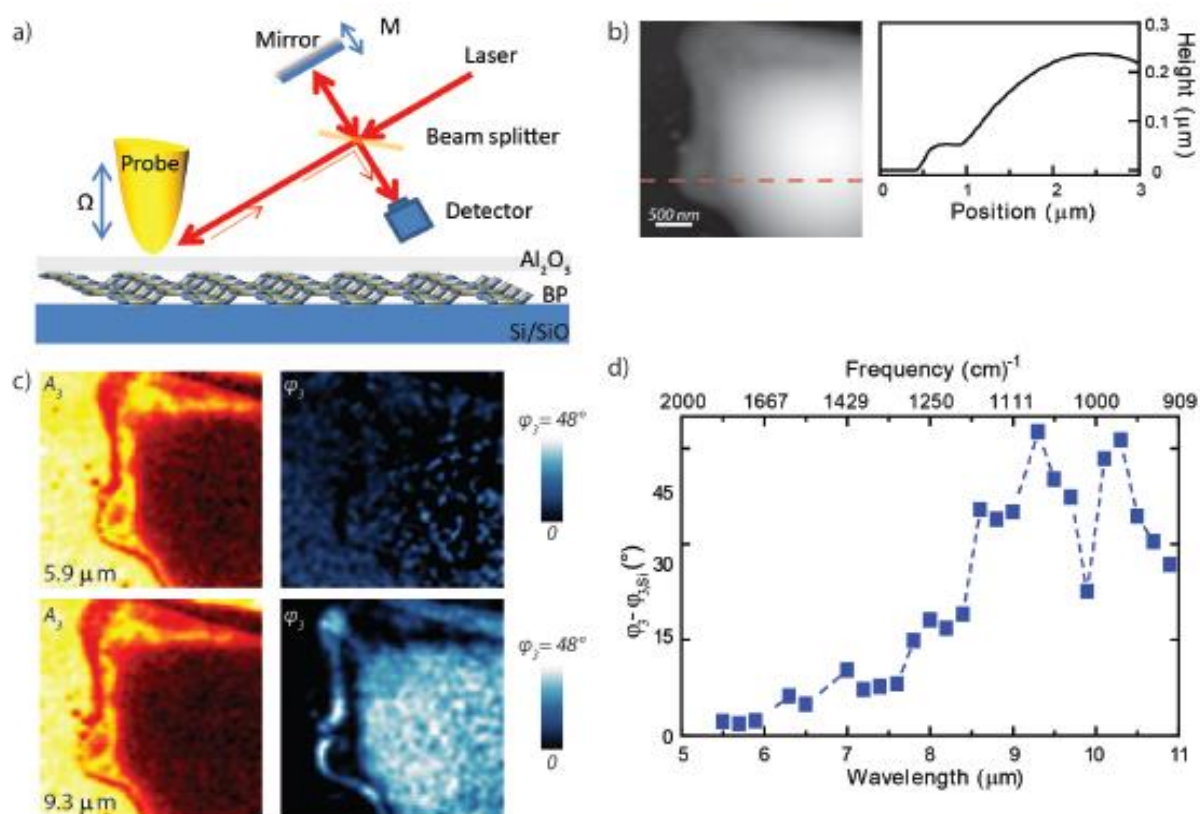 a)
Mirror
M
Laser
Beam splitter
Probe
Ω
Detector
Al₂O₃
BP
Si/SiO
b)
500 nm
0.3
0.2
0.1
0
Height (µm)
0 1 2 3
Position (µm)
c)
A₃
φ₃
φ₃= 48°
0
5.9 µm
A₃
φ₃
φ₃= 48°
0
9.3 µm
d)
Frequency (cm)⁻¹
2000 1667 1429 1250 1111 1000 909
45
30
15
0
φ₃- φ₃,Si (°)
5 6 7 8 9 10 11
Wavelength (µm)